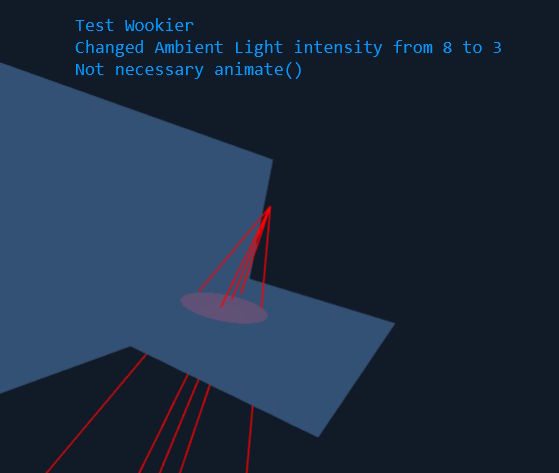 Test Wookier
Changed Ambient Light intensity from 8 to 3
Not necessary animate()